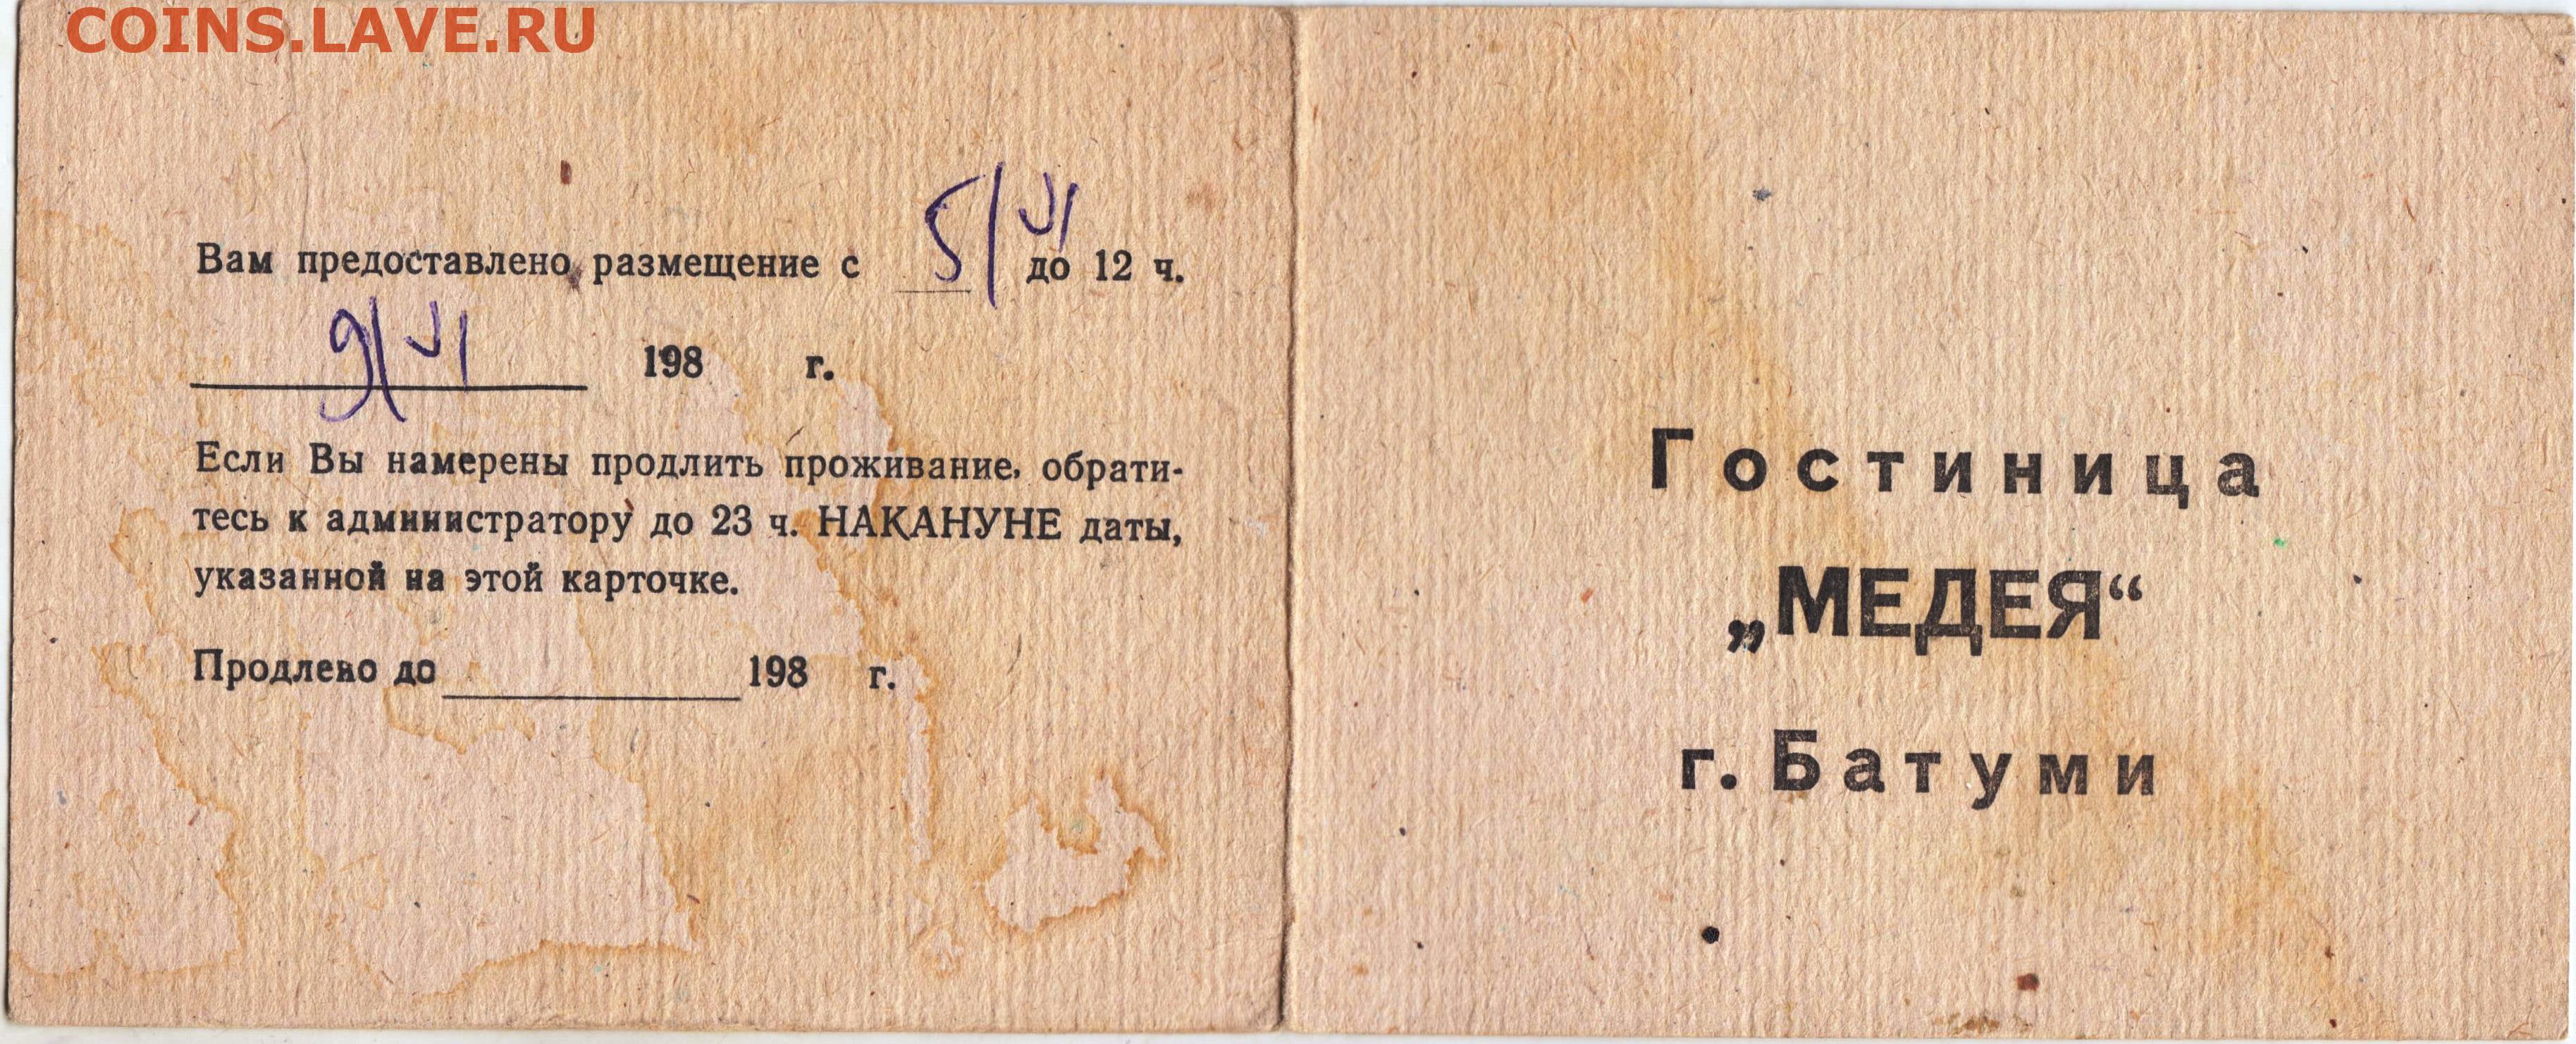 COINS.LAVE.RU
Вам предоставлено размещение с 5/VI до 12 ч.
9/VI 198 г.
Если Вы намерены продлить проживание, обрати-
тесь к администратору до 23 ч. НАКАНУНЕ даты,
указанной на этой карточке.
Продлено до 198 г.
Гостиница
„МЕДЕЯ“
г. Батуми